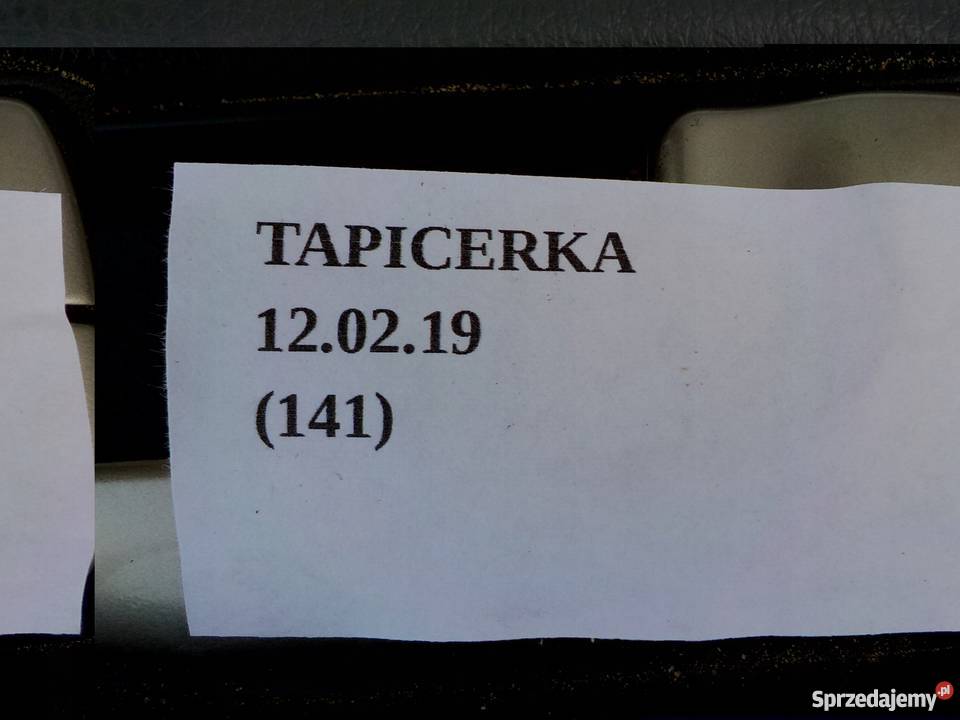 TAPICERKA
12.02.19
(141)
Sprzedajemy.pl